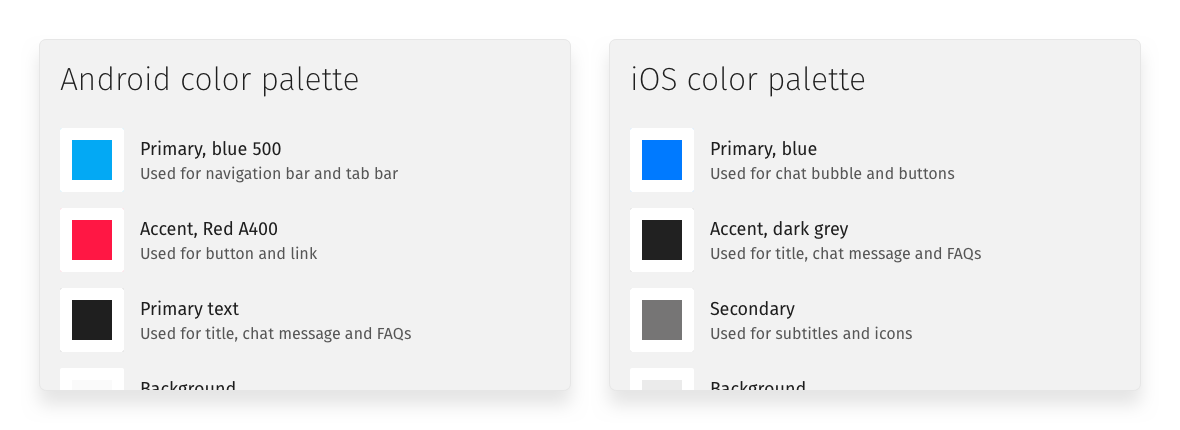 Android color palette
Primary, blue 500
Used for navigation bar and tab bar
Accent, Red A400
Used for button and link
Primary text
Used for title, chat message and FAQs
Background
iOS color palette
Primary, blue
Used for chat bubble and buttons
Accent, dark grey
Used for title, chat message and FAQs
Secondary
Used for subtitles and icons
Background